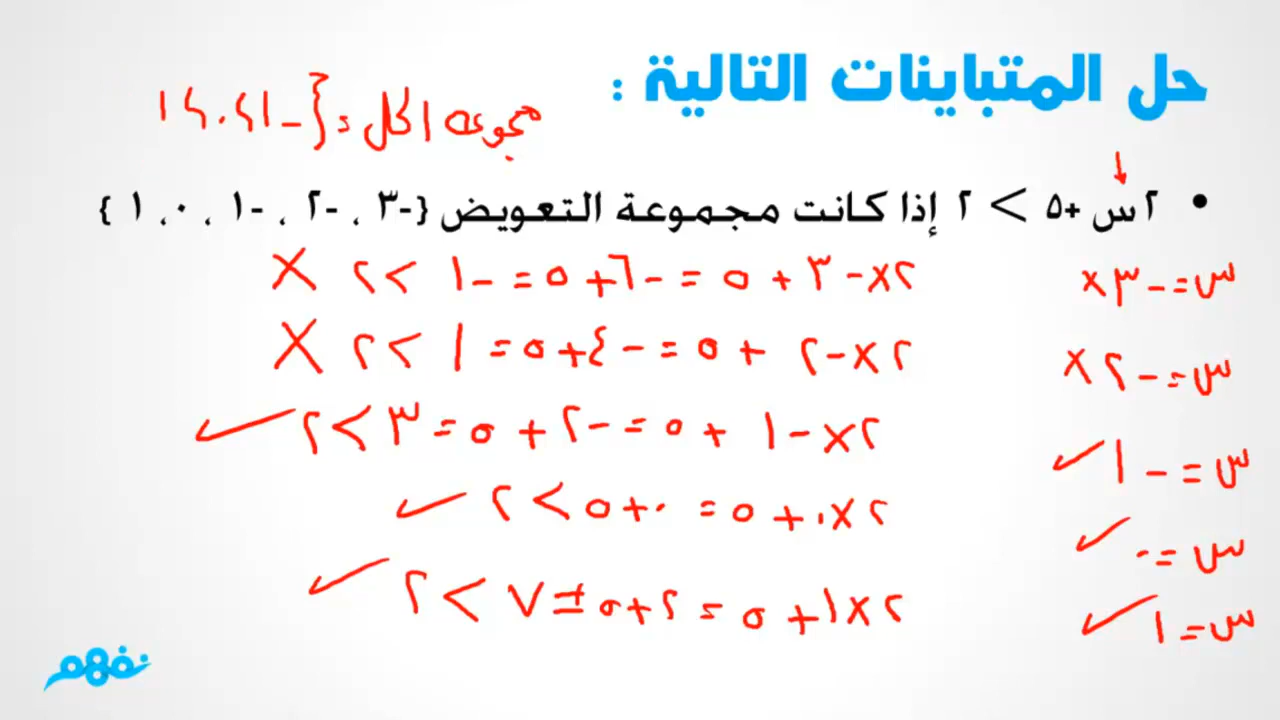 حل المتباينات التالية :
مجموعة الحل = { -١ ، ٠ ، ١
• ٢س +٥ > ٢ إذا كانت مجموعة التعويض {-٣ ، -٢ ، -١ ، ٠ ، ١ }
س = -٣ ×
٢×-٣ + ٥ = -٦+٥ = -١ > ٢ ×
س = -٢ ×
٢×-٢ + ٥ = -٤+٥ = ١ > ٢ ×
س = -١ ✓
٢×-١ + ٥ = -٢+٥ = ٣ > ٢ ✓
س = ٠ ✓
٢×٠ + ٥ = ٠+٥ > ٢ ✓
س = ١ ✓
٢×١ + ٥ = ٢+٥ = ٧ > ٢ ✓
نفهم